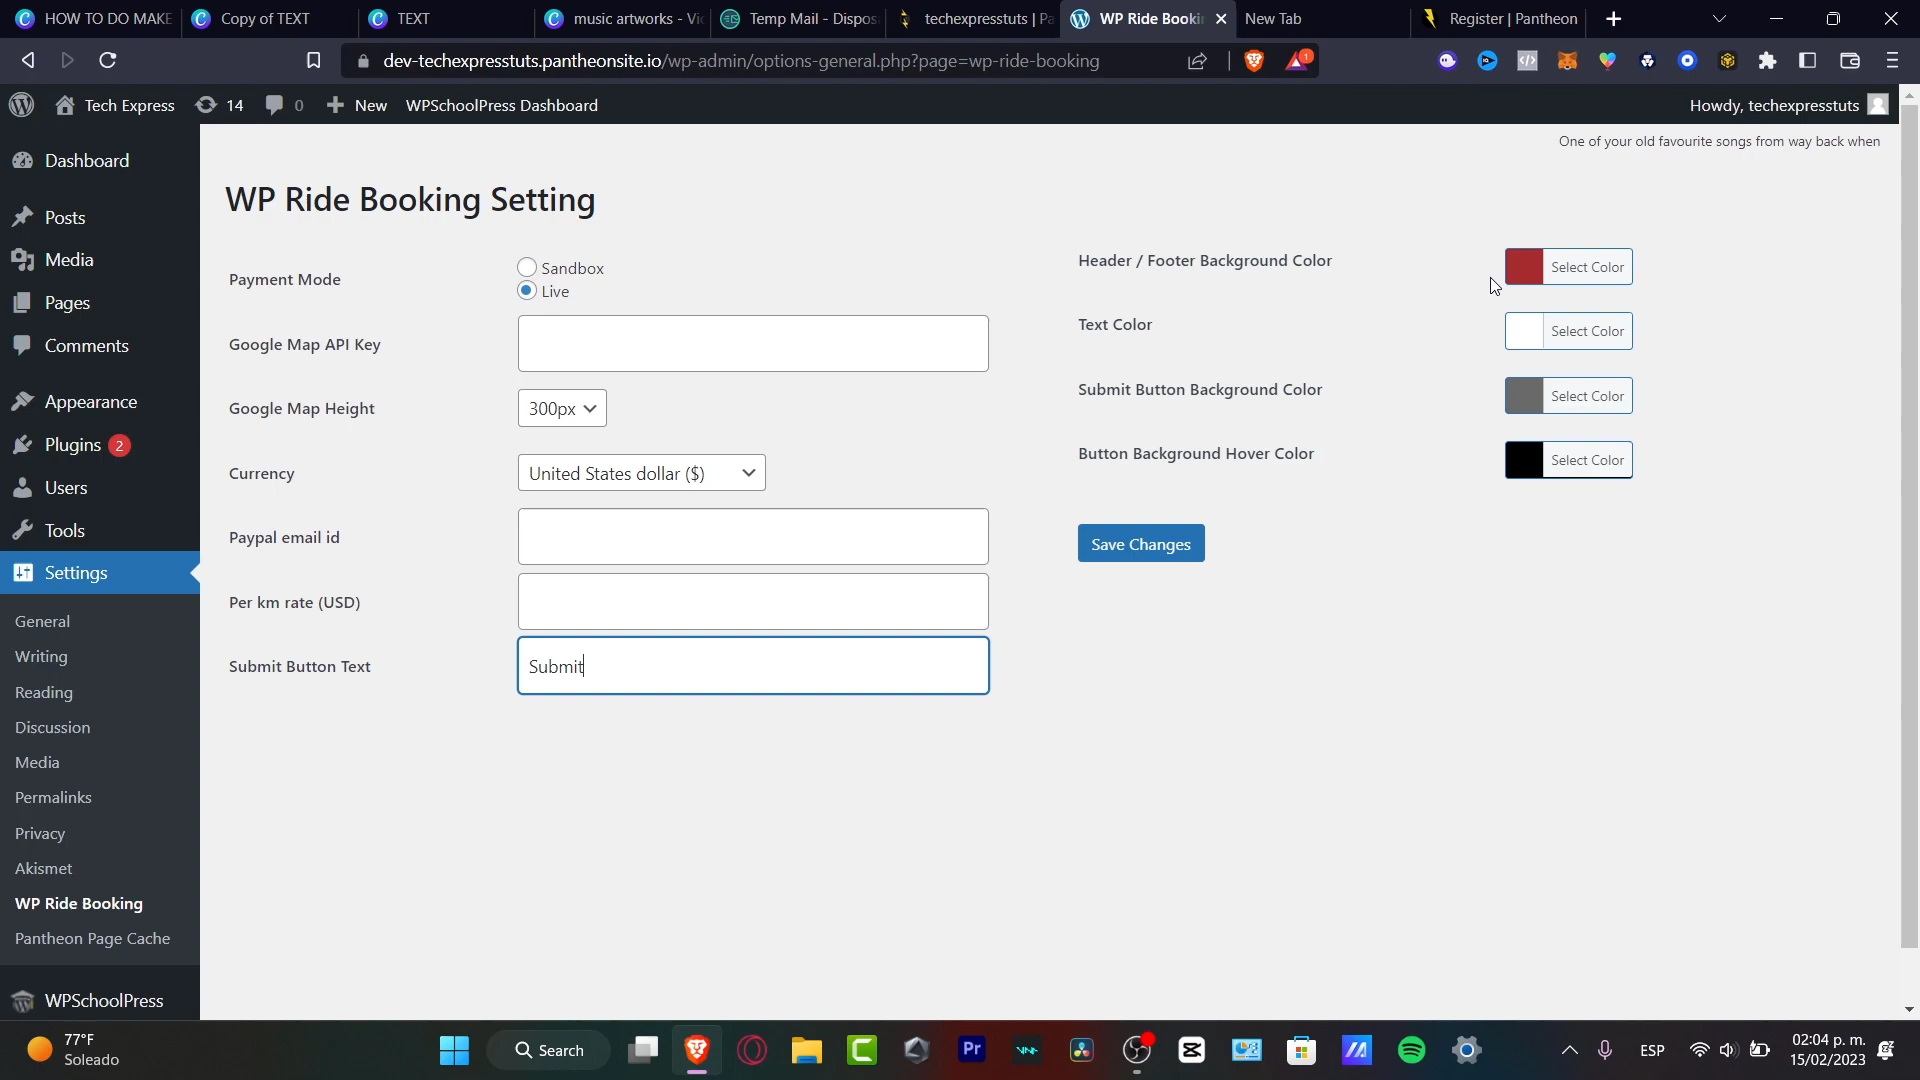 HOW TO DO MAKE
Copy of TEXT
TEXT
music artworks - Vi
Temp Mail - Dispos
techexpresstuts | Pa
WP Ride Booki
New Tab
Register | Pantheon
dev-techexpresstuts.pantheonsite.io/wp-admin/options-general.php?page=wp-ride-booking
1
Tech Express
14
0
New
WPSchoolPress Dashboard
Howdy, techexpresstuts
One of your old favourite songs from way back when
Dashboard
Posts
Media
Pages
Comments
Appearance
Plugins 2
Users
Tools
Settings
General
Writing
Reading
Discussion
Media
Permalinks
Privacy
Akismet
WP Ride Booking
Pantheon Page Cache
WPSchoolPress
WP Ride Booking Setting
Payment Mode
Sandbox
Live
Google Map API Key
Google Map Height
300px
Currency
United States dollar ($)
Paypal email id
Per km rate (USD)
Submit Button Text
Submit
Header / Footer Background Color
Select Color
Text Color
Select Color
Submit Button Background Color
Select Color
Button Background Hover Color
Select Color
Save Changes
77°F
Soleado
Search
Pr
ESP
02:04 p. m.
15/02/2023